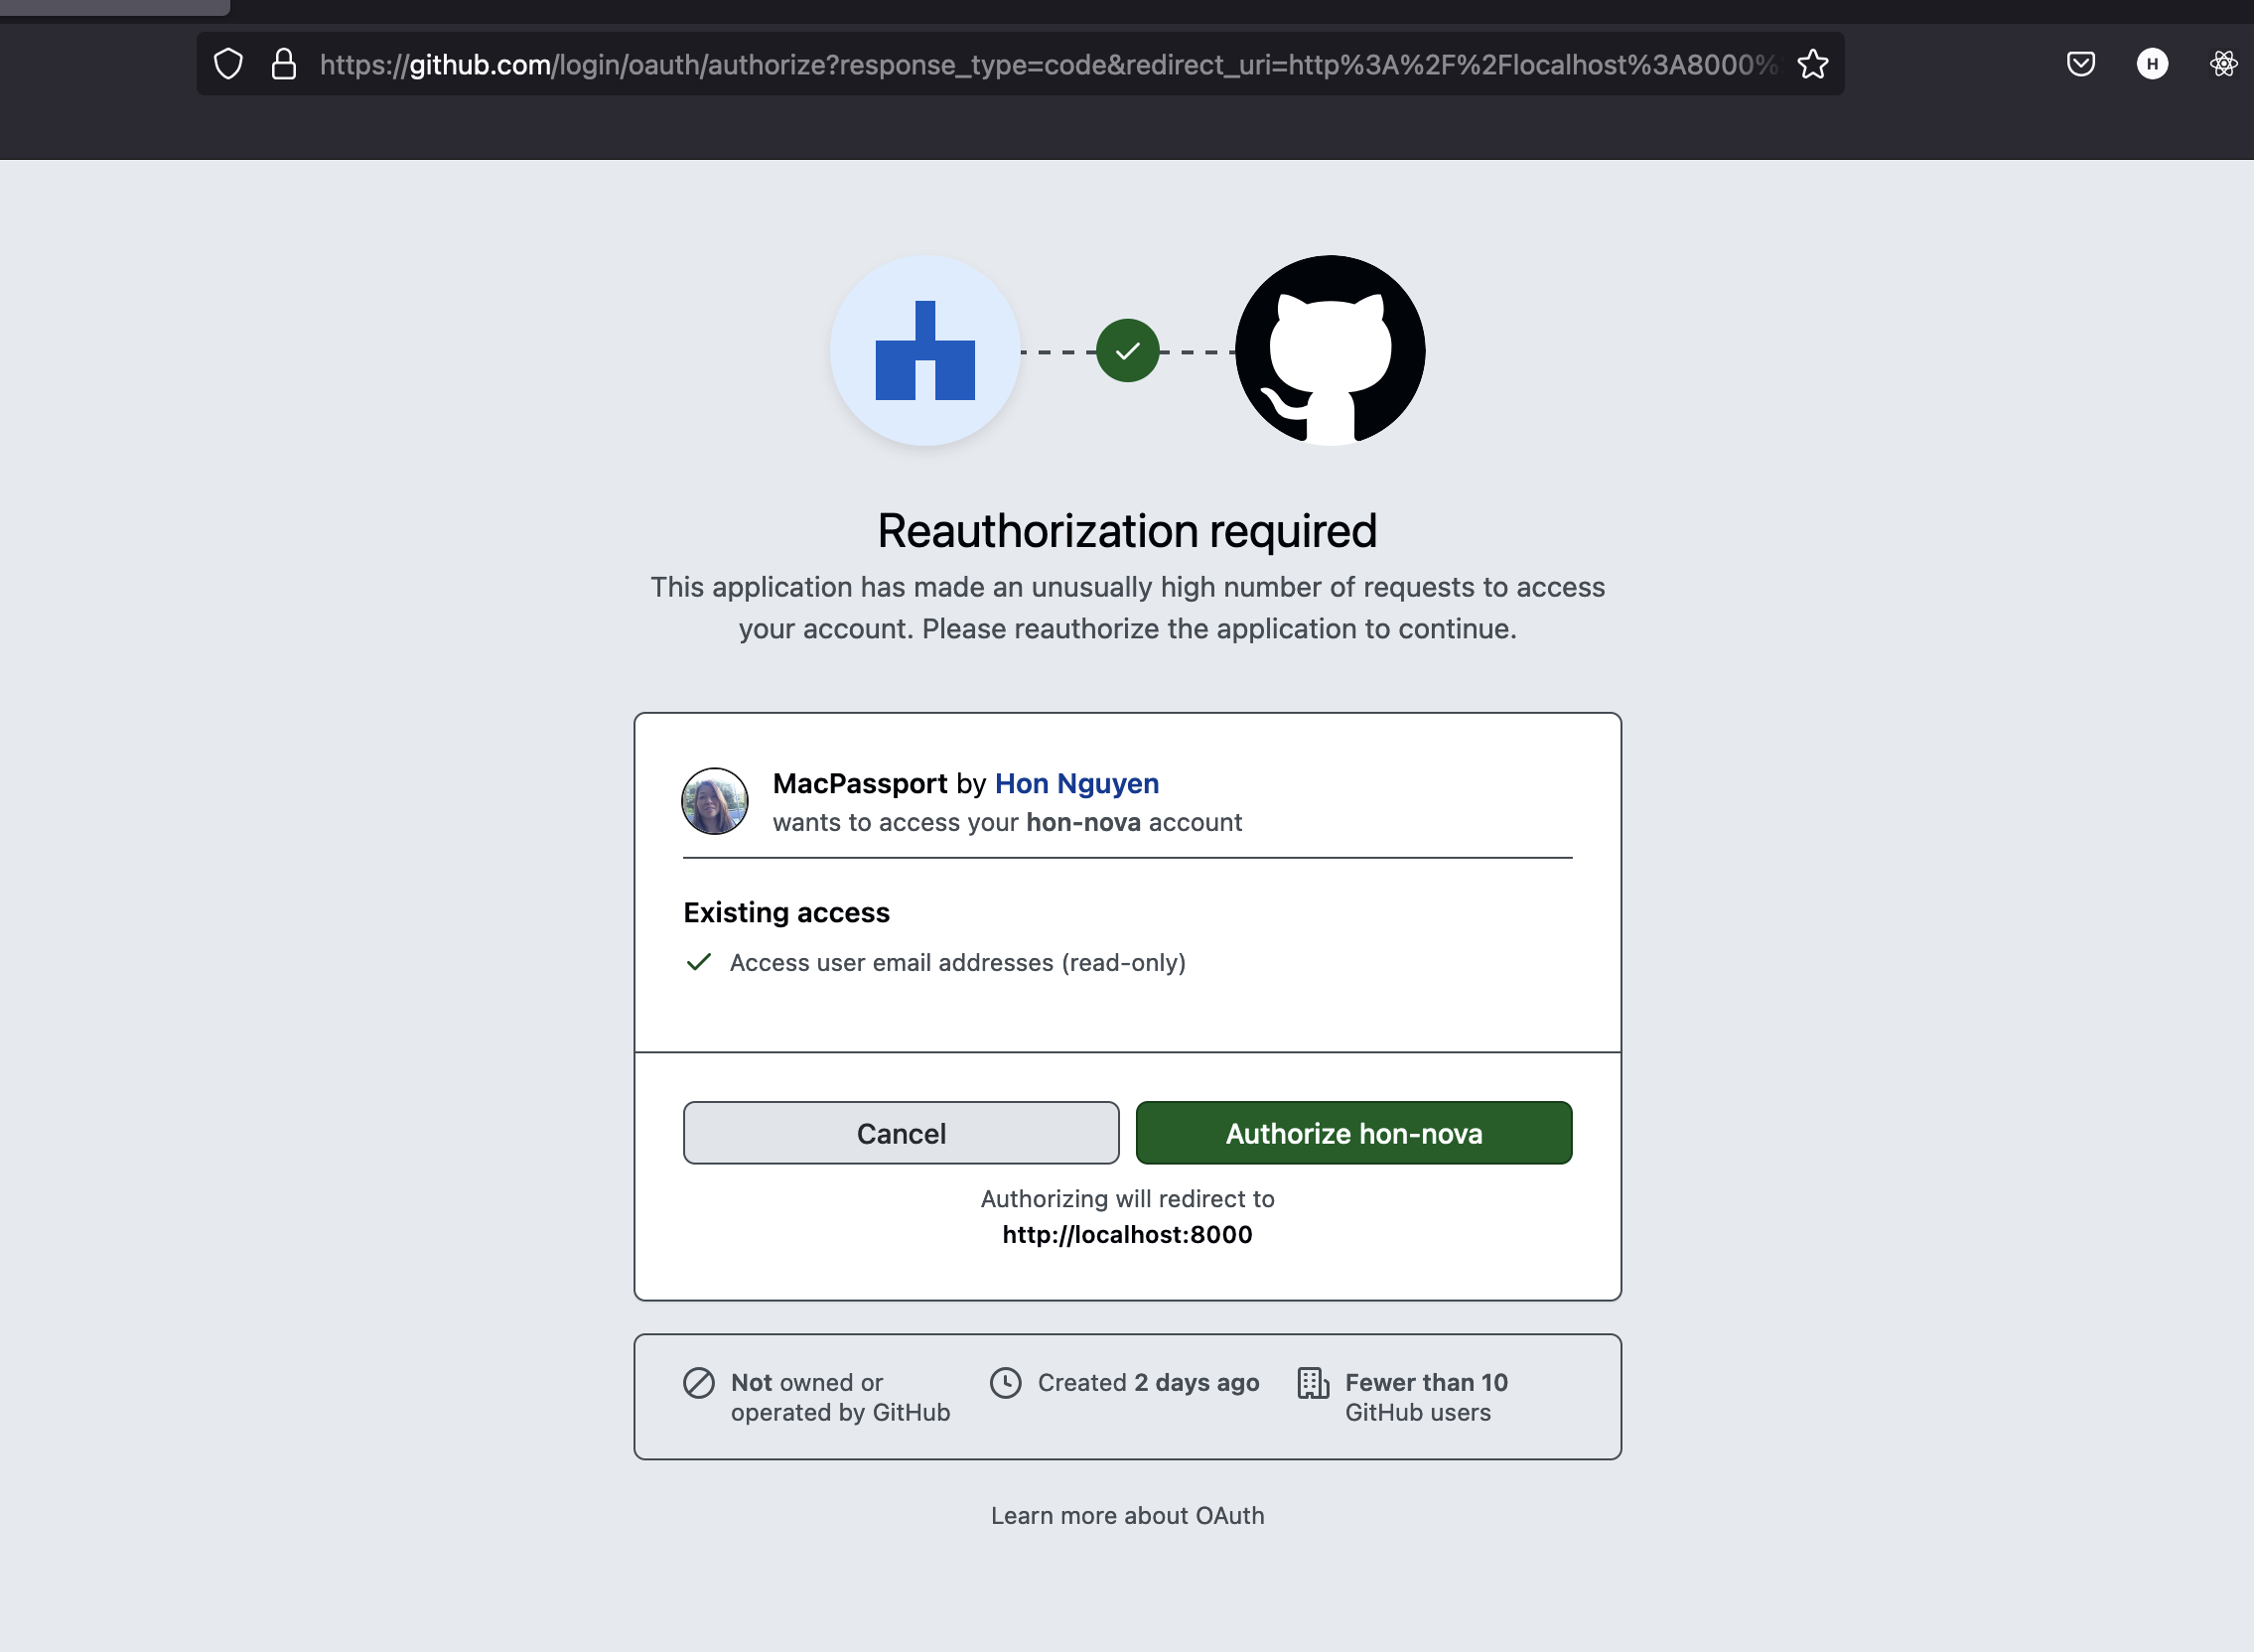 https://github.com/login/oauth/authorize?response_type=code&redirect_uri=http%3A%2F%2Flocalhost%3A8000%
H
Reauthorization required
This application has made an unusually high number of requests to access
your account. Please reauthorize the application to continue.
MacPassport by Hon Nguyen
wants to access your hon-nova account
Existing access
Access user email addresses (read-only)
Cancel
Authorize hon-nova
Authorizing will redirect to
http://localhost:8000
Not owned or
operated by GitHub
Created 2 days ago
Fewer than 10
GitHub users
Learn more about OAuth